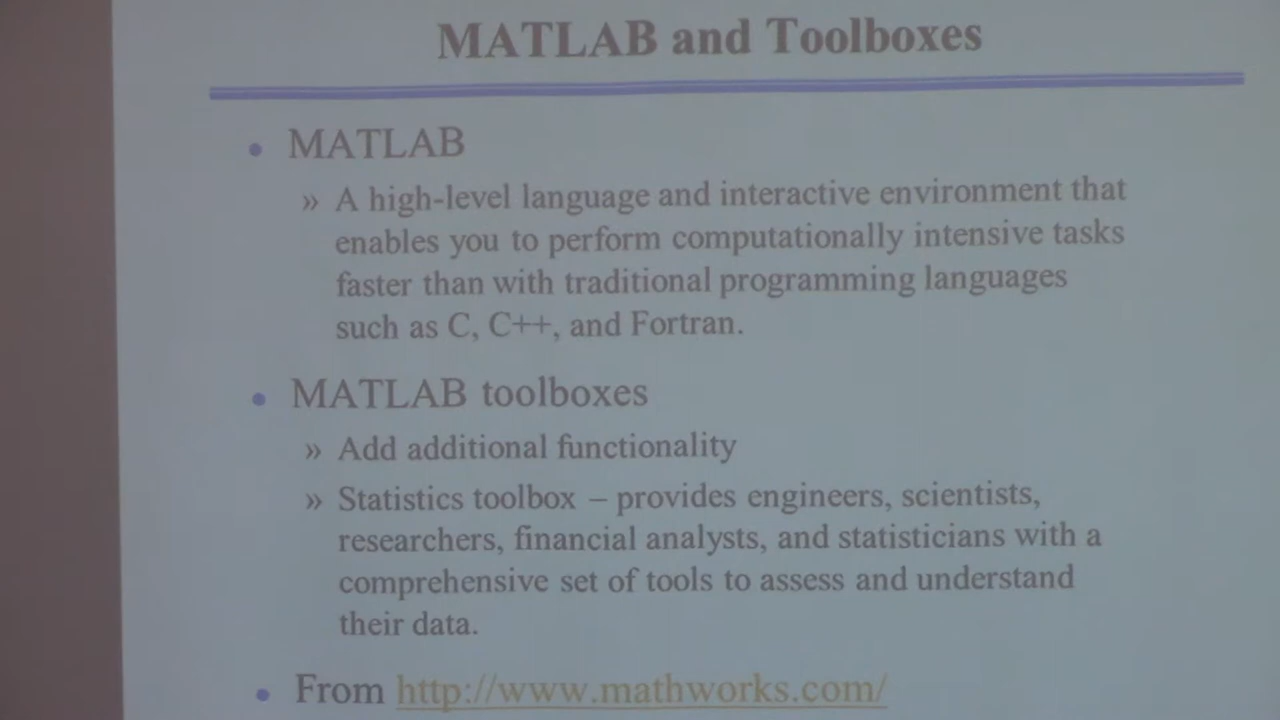 MATLAB and Toolboxes
• MATLAB
» A high-level language and interactive environment that
enables you to perform computationally intensive tasks
faster than with traditional programming languages
such as C, C++, and Fortran.
• MATLAB toolboxes
» Add additional functionality
» Statistics toolbox – provides engineers, scientists,
researchers, financial analysts, and statisticians with a
comprehensive set of tools to assess and understand
their data.
• From http://www.mathworks.com/